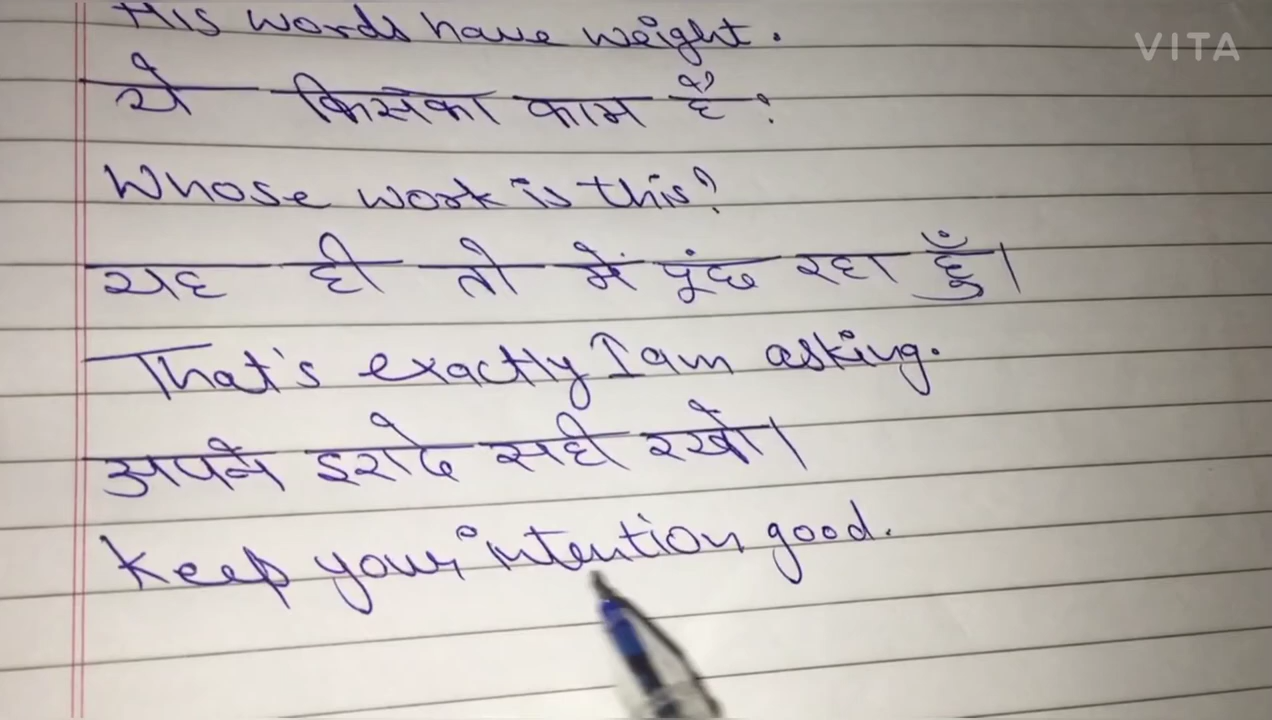 His words have weight.
VITA
ये किसका काम है?
Whose work is this?
यह ही तो में पूंछ रहा हूँ।
That's exactly I am asking.
अपने इरादे सही रखो।
Keep your intention good.